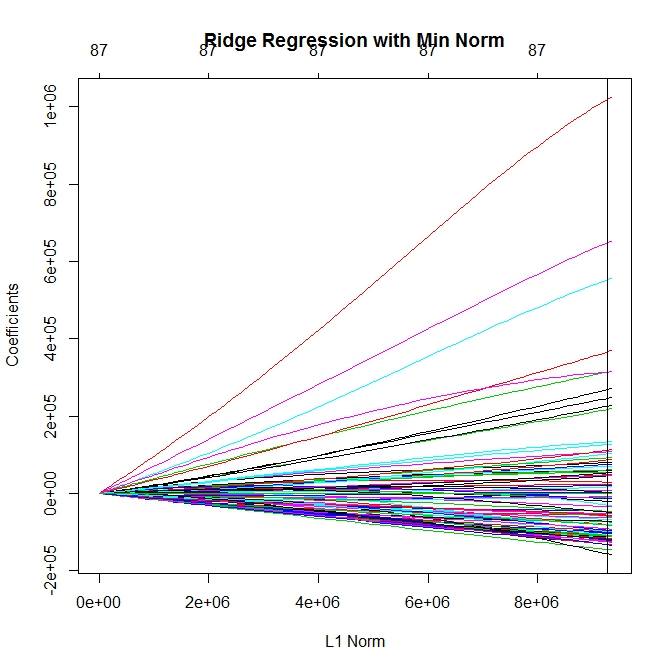 Ridge Regression with Min Norm
87 87 87 87 87
1e+06
8e+05
6e+05
4e+05
2e+05
0e+00
-2e+05
Coefficients
0e+00 2e+06 4e+06 6e+06 8e+06
L1 Norm